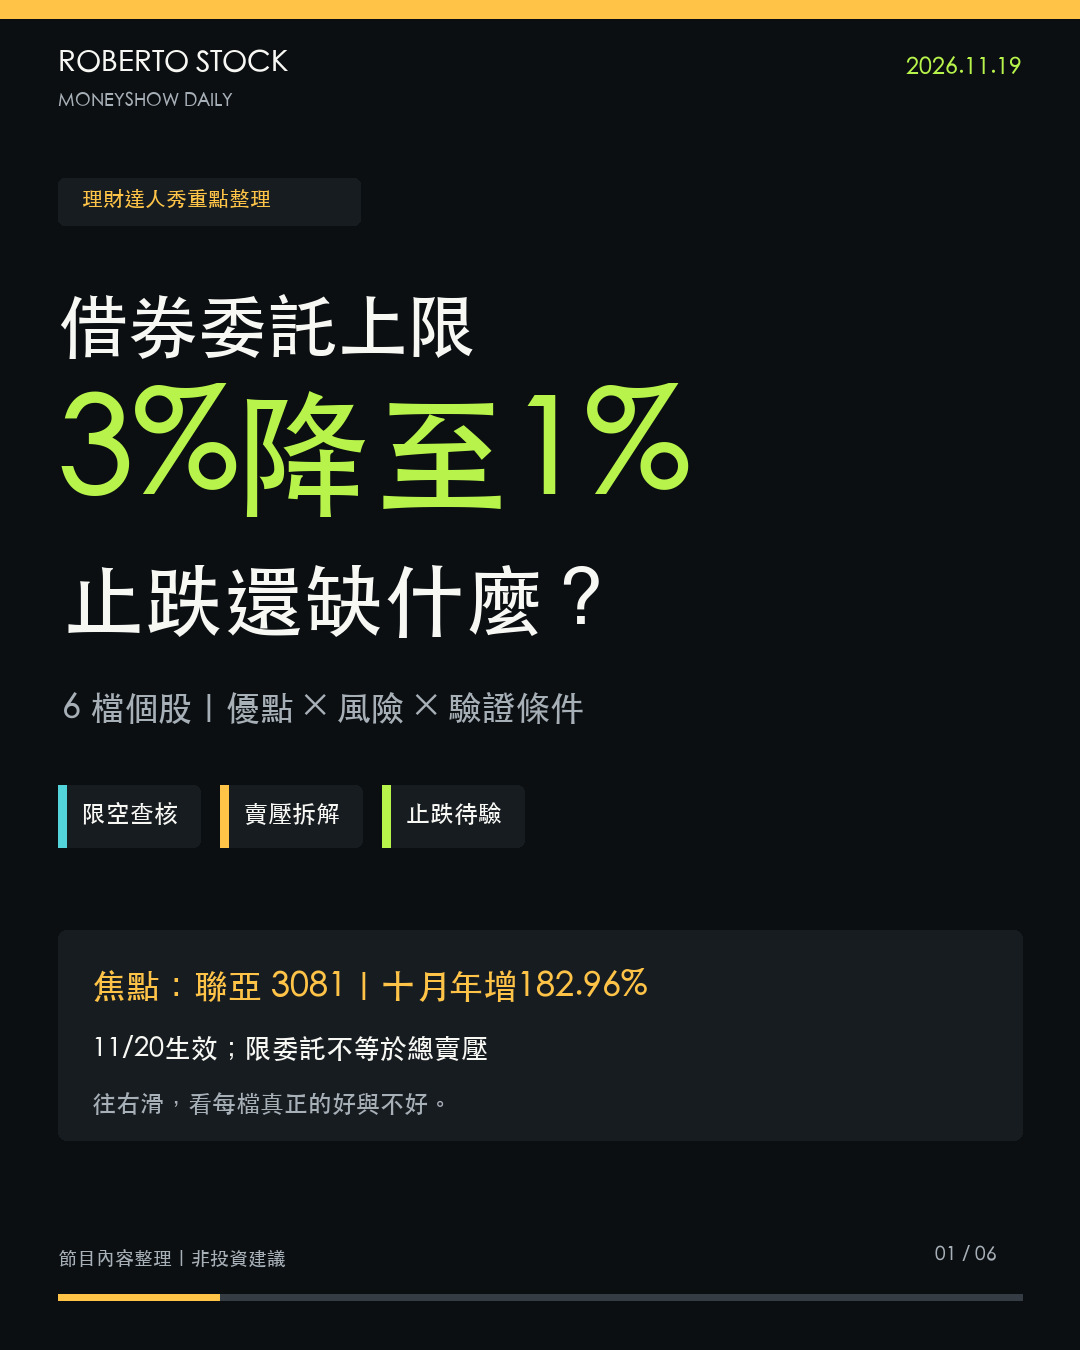 ROBERTO STOCK
2026.11.19
MONEYSHOW DAILY
理財達人秀重點整理
借券委託上限
3%降至1%
止跌還缺什麼？
6 檔個股｜優點 × 風險 × 驗證條件
限空查核
賣壓拆解
止跌待驗
焦點：聯亞 3081｜十月年增182.96%
11/20生效；限委託不等於總賣壓
往右滑，看每檔真正的好與不好。
節目內容整理｜非投資建議
01 / 06